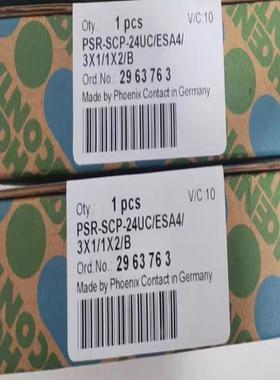 Qty.: 1 pcs V/C:10
PSR-SCP-24UC/ESA4/
3X1/1X2/B
Ord.No.: 29 63 76 3
Made by Phoenix Contact in Germany
Qty.: 1 pcs V/C:10
PSR-SCP-24UC/ESA4/
3X1/1X2/B
Ord.No.: 29 63 76 3
Made by Phoenix Contact in Germany